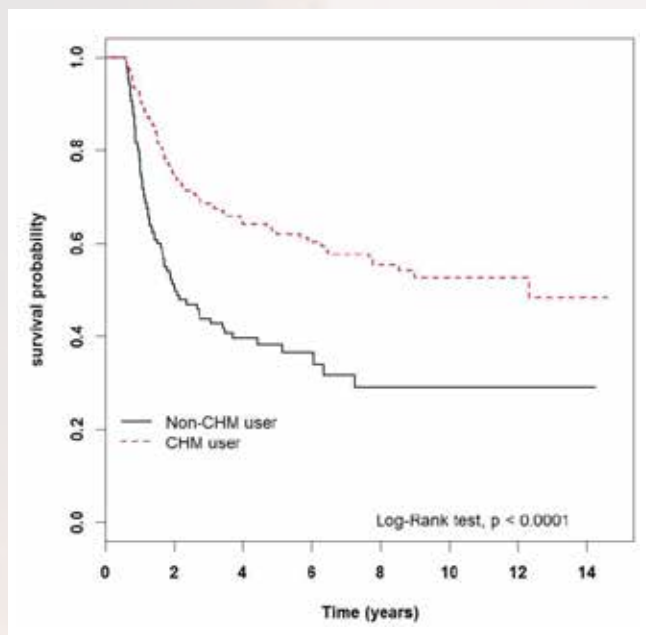 survival probability
1.0
0.8
0.6
0.4
0.2
0.0
Non-CHM user
CHM user
Log-Rank test, p < 0.0001
0 2 4 6 8 10 12 14
Time (years)